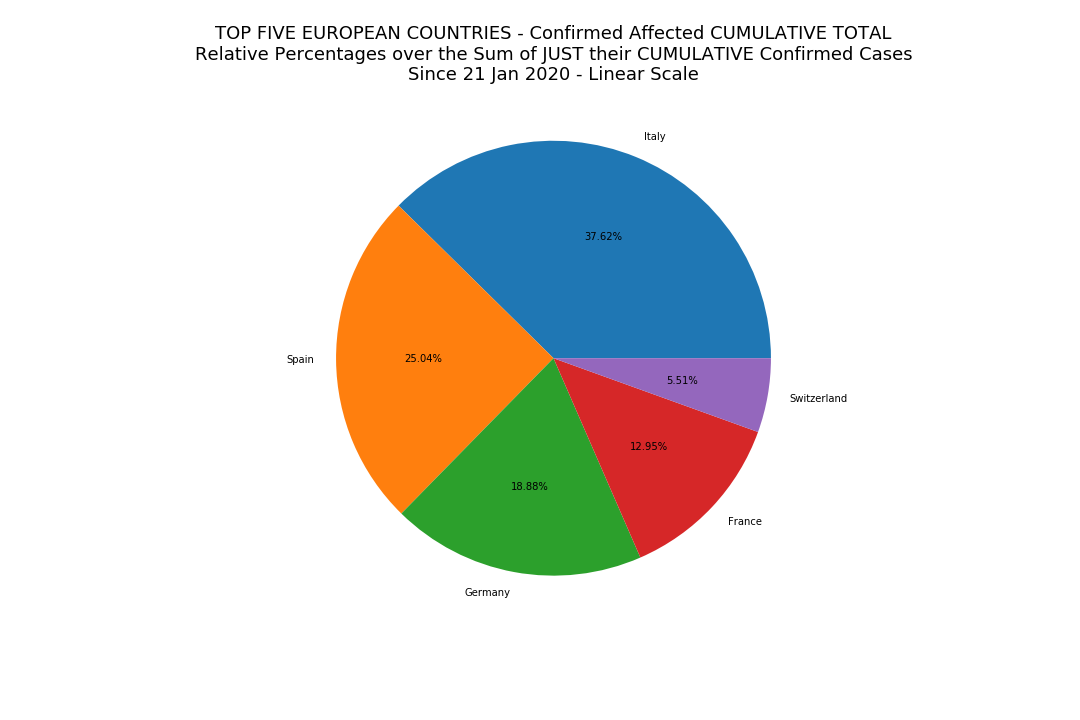 TOP FIVE EUROPEAN COUNTRIES - Confirmed Affected CUMULATIVE TOTAL
Relative Percentages over the Sum of JUST their CUMULATIVE Confirmed Cases
Since 21 Jan 2020 - Linear Scale
Italy
37.62%
Spain
25.04%
5.51%
Switzerland
12.95%
18.88%
France
Germany